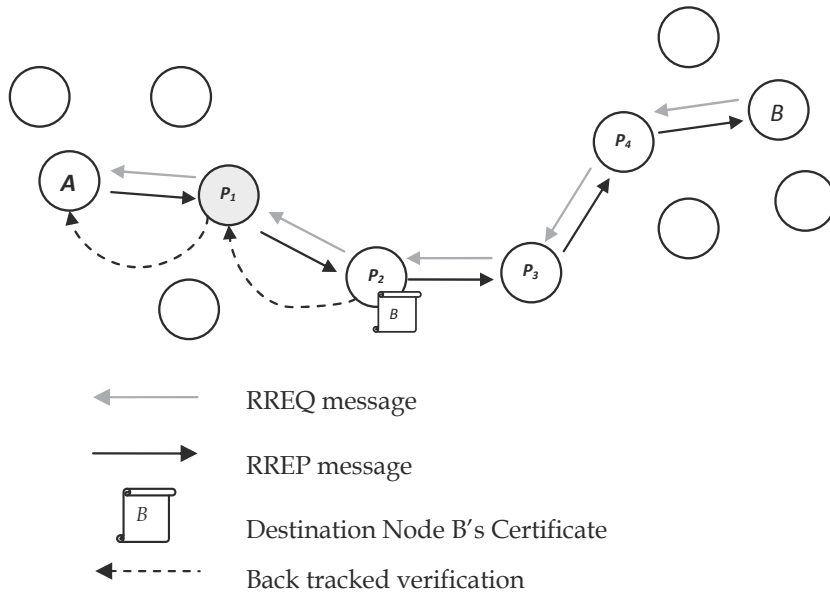 B
P4
A
P1
P2
P3
B
RREQ message
RREP message
B
Destination Node B's Certificate
Back tracked verification